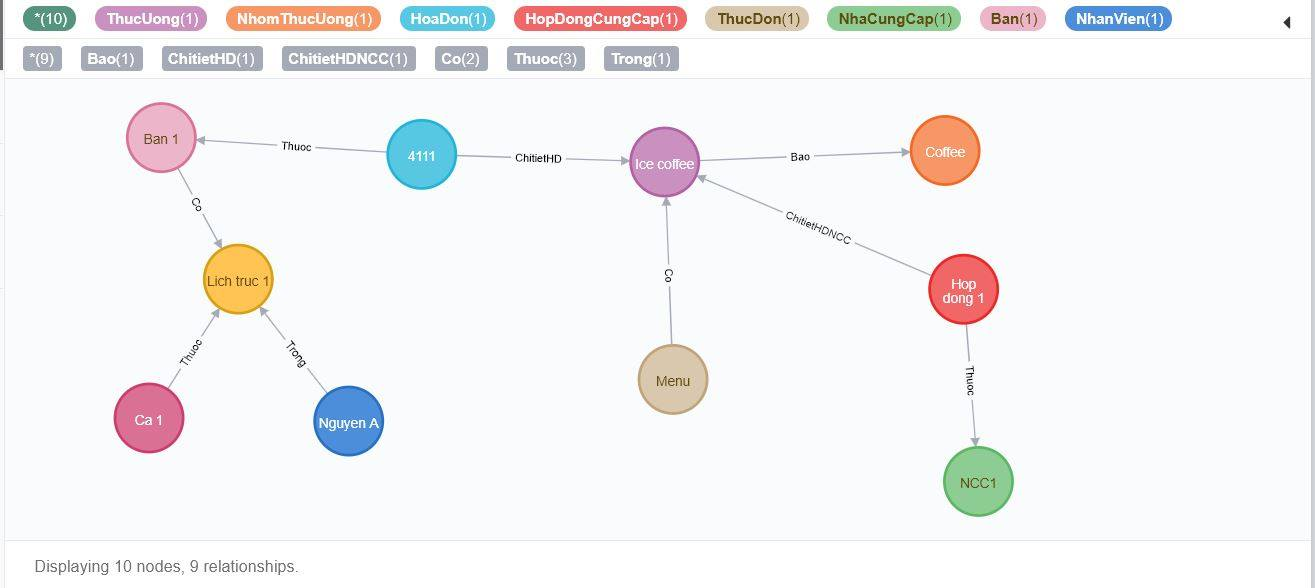 *(10) ThucUong(1) NhomThucUong(1) HoaDon(1) HopDongCungCap(1) ThucDon(1) NhaCungCap(1) Ban(1) NhanVien(1)
*(9) Bao(1) ChitietHD(1) ChitietHDNCC(1) Co(2) Thuoc(3) Trong(1)
Ban 1
Thuoc
4111
ChitietHD
Ice coffee
Bao
Coffee
Co
ChitietHDNCC
Lich truc 1
Co
Hop
dong 1
Thuoc
Trong
Menu
Thuoc
Ca 1
Nguyen A
NCC1
Displaying 10 nodes, 9 relationships.